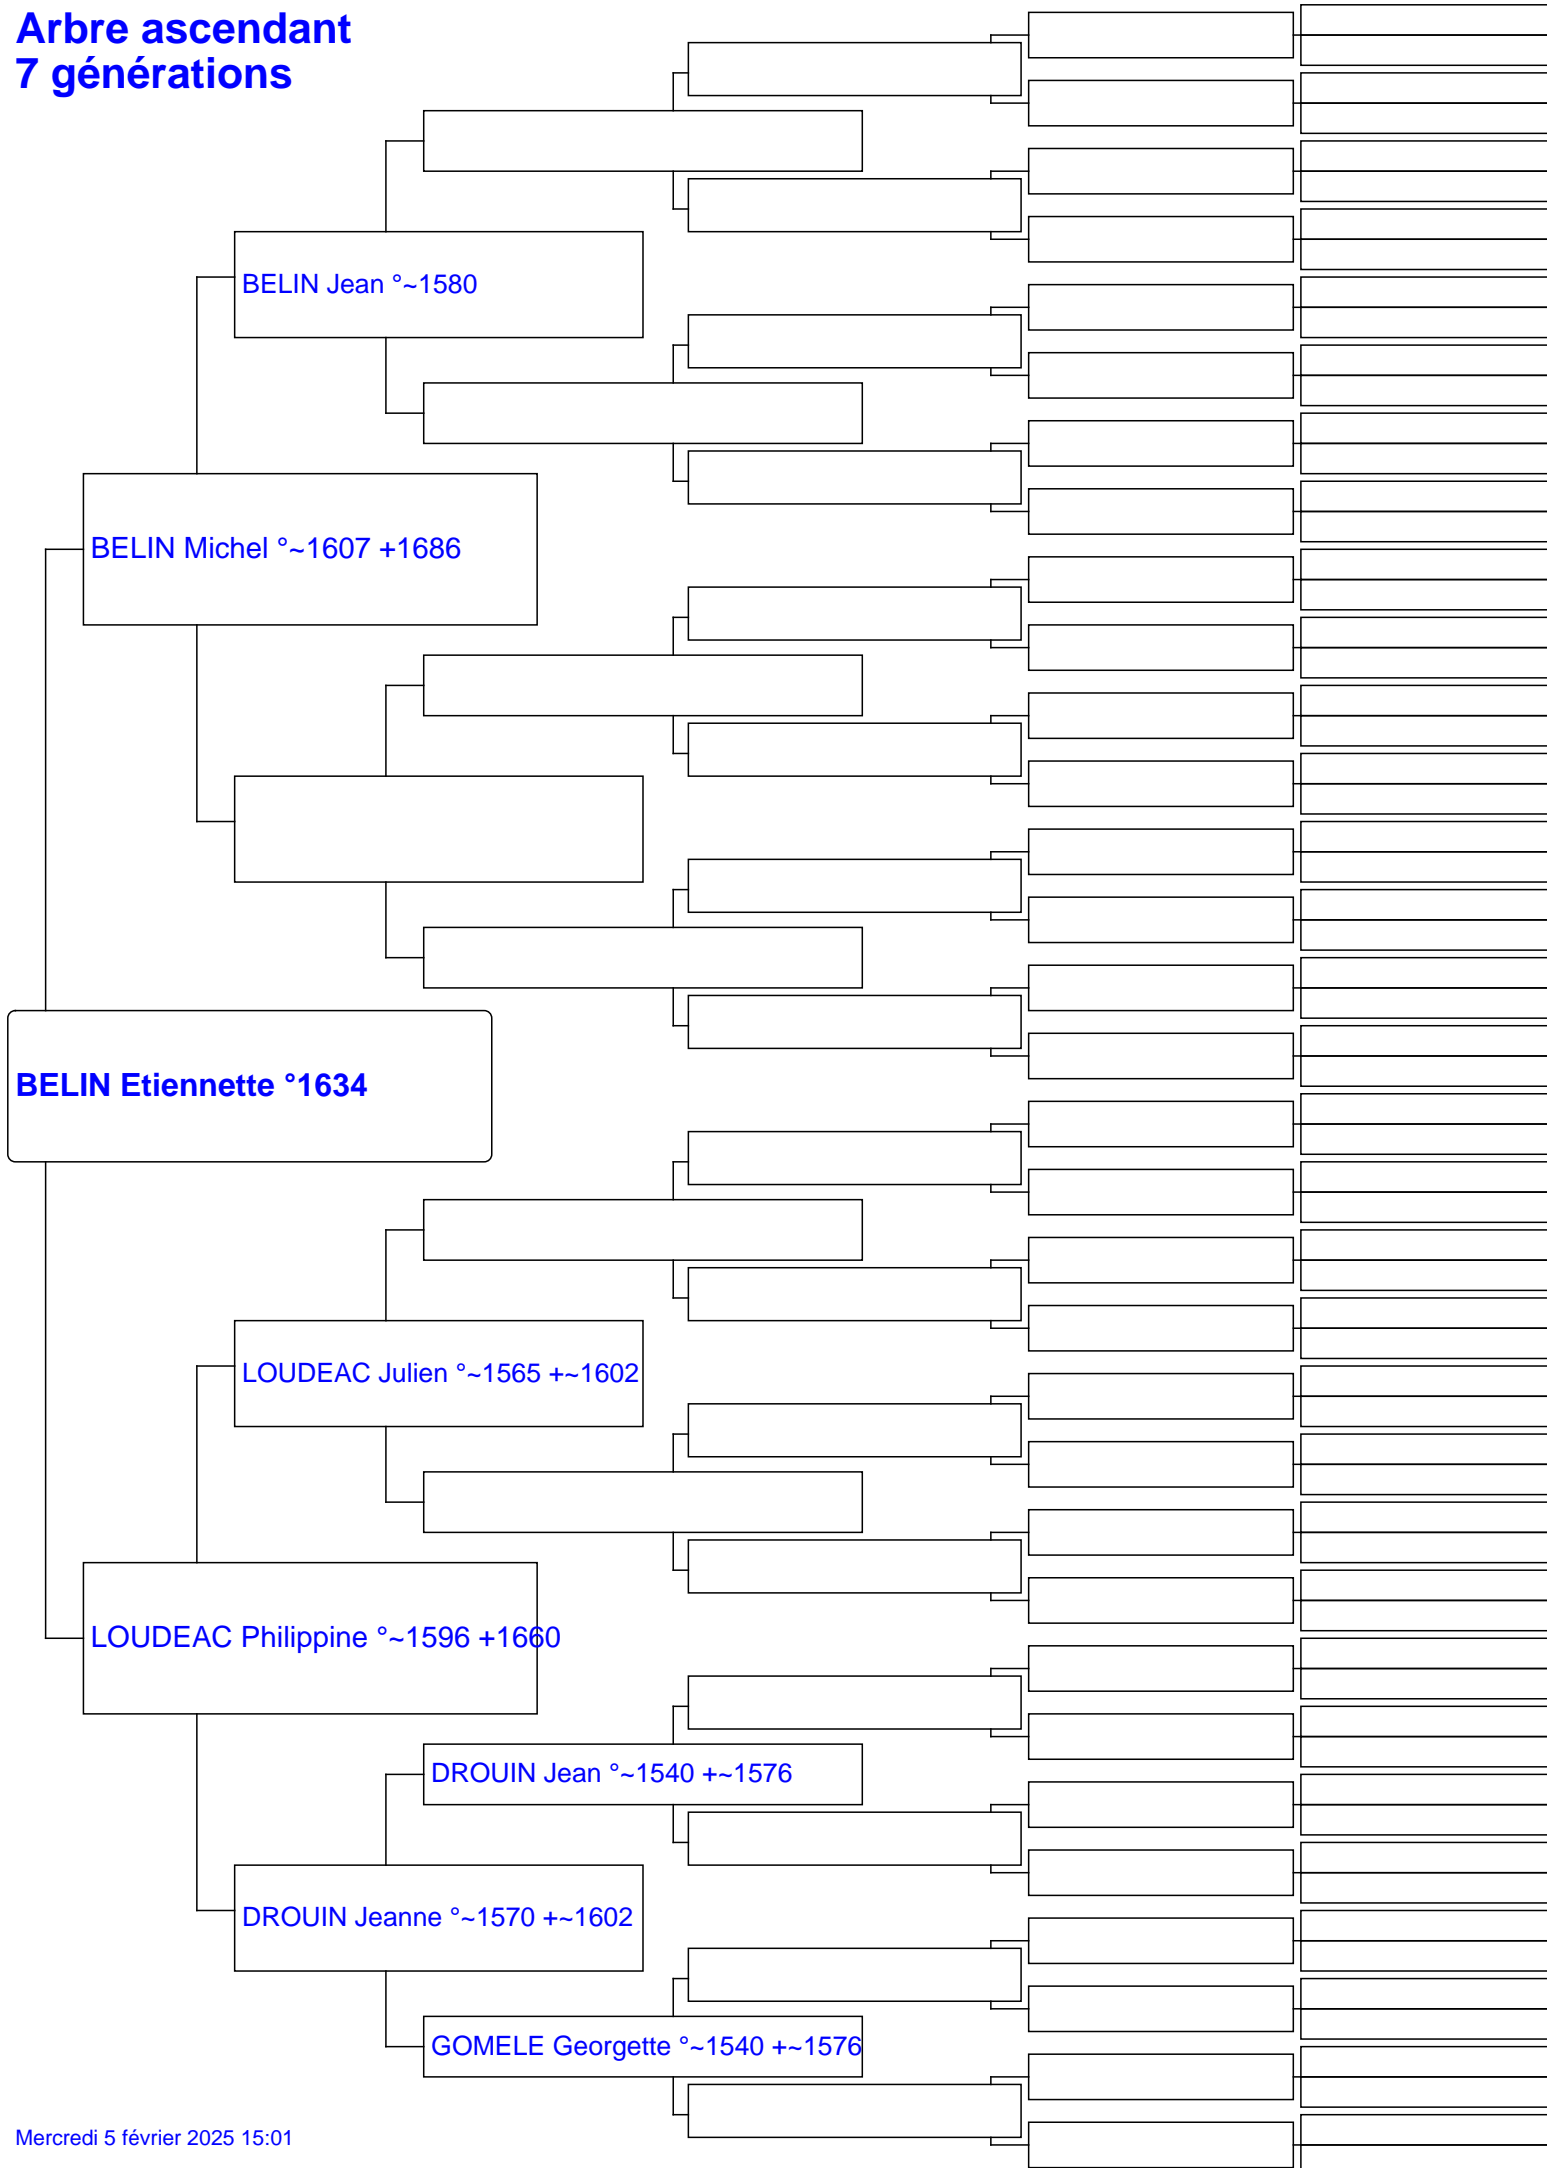 Arbre ascendant
7 générations
BELIN Jean °~1580
BELIN Michel °~1607 +1686
BELIN Etiennette °1634
LOUDEAC Julien °~1565 +~1602
LOUDEAC Philippine °~1596 +1660
DROUIN Jean °~1540 +~1576
DROUIN Jeanne °~1570 +~1602
GOMELE Georgette °~1540 +~1576
Mercredi 5 février 2025 15:01